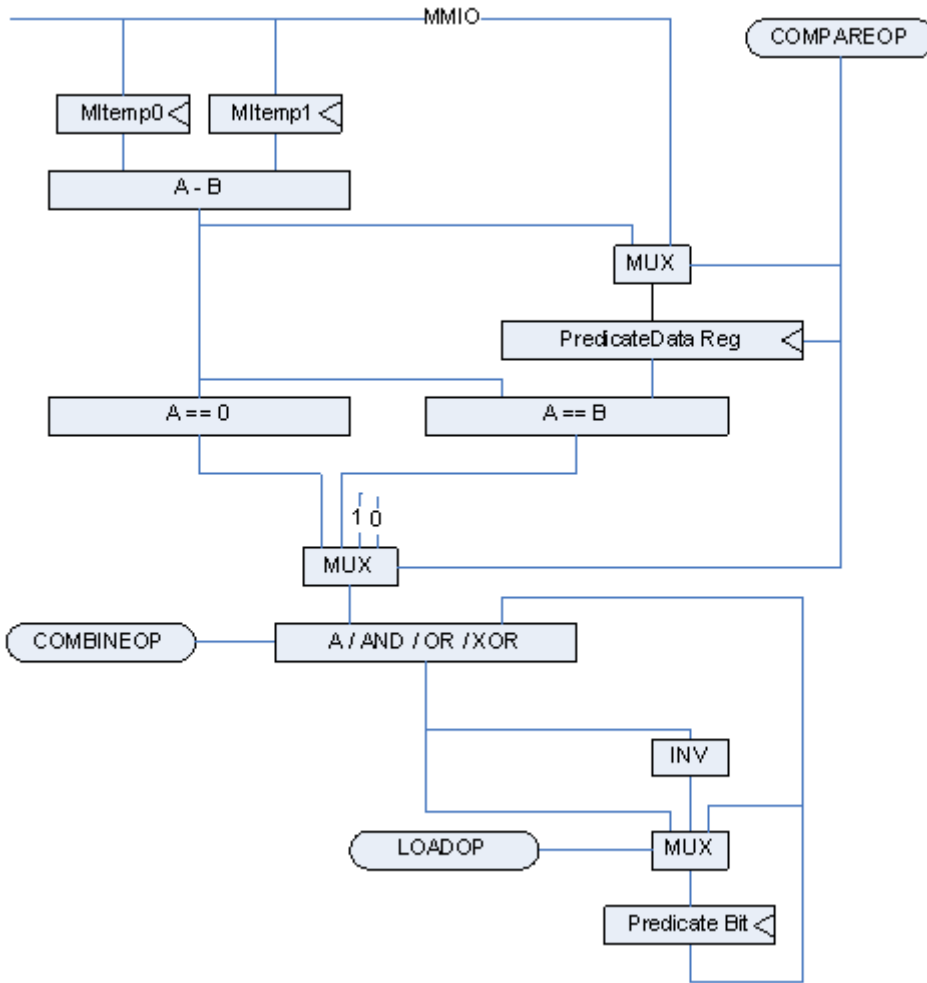 MMIO
COMPAREOP
MItemp0
MItemp1
A - B
MUX
PredicateData Reg
A == 0
A == B
1 0
MUX
COMBINEOP
A / AND / OR / XOR
INV
LOADOP
MUX
Predicate Bit